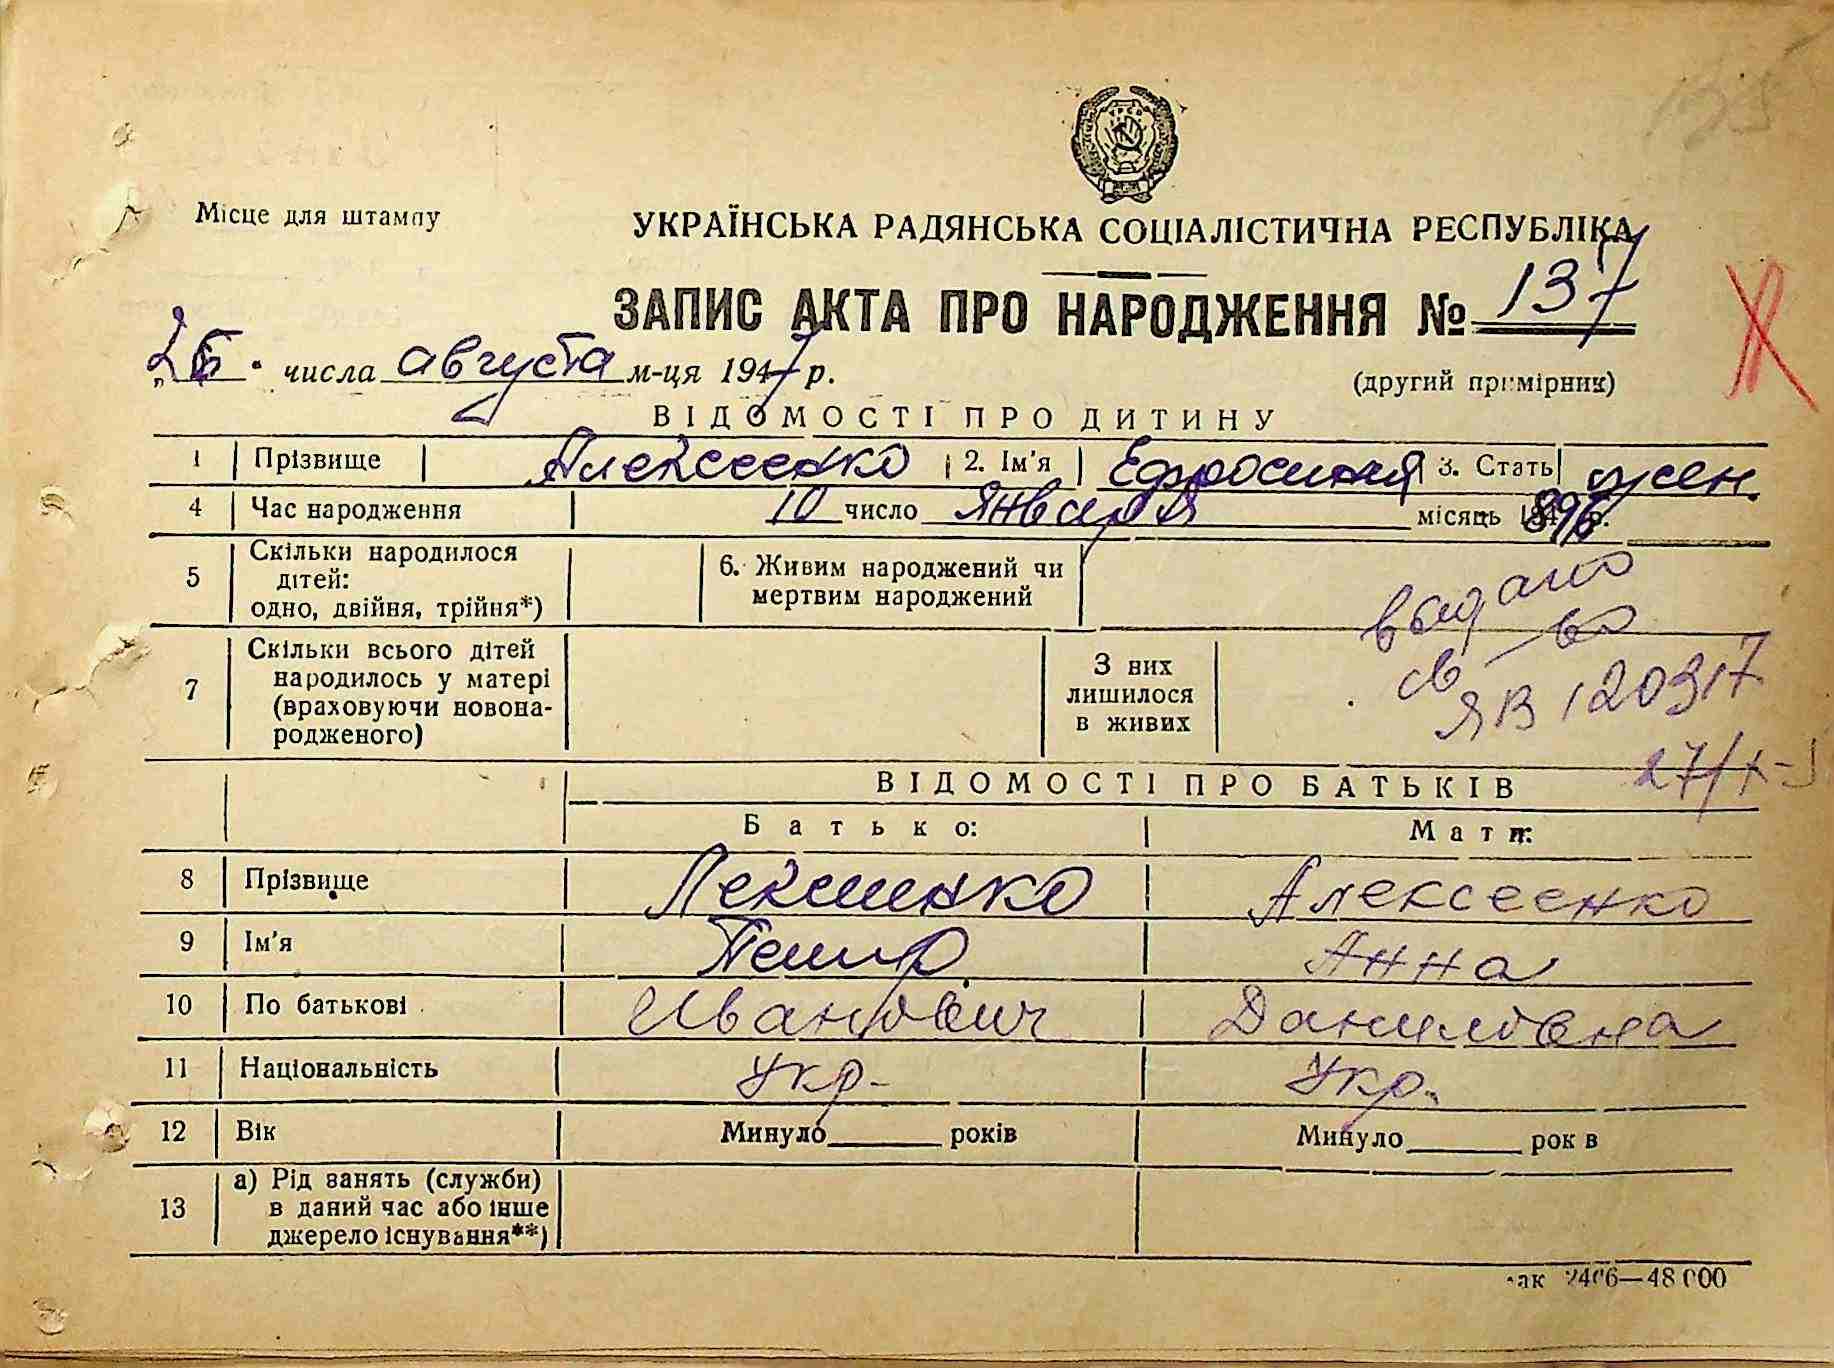 Місце для штампу
УКРАЇНСЬКА РАДЯНСЬКА СОЦІАЛІСТИЧНА РЕСПУБЛІКА
ЗАПИС АКТА ПРО НАРОДЖЕННЯ № 137
числа августа м-ця 1947 р.
(другий примірник)
ВІДОМОСТІ ПРО ДИТИНУ
1 Прізвище Алексеенко 2. Ім'я Ефросиния 3. Стать жен.
4 Час народження 10 число Января місяць 1896 р.
5 Скільки народилося дітей: одно, двійня, трійня*) 6. Живим народжений чи мертвим народжений
выдано
св-во
ЯВ 120317
7 Скільки всього дітей народилось у матері (враховуючи новонародженого) З них лишилося в живих
27/X-
ВІДОМОСТІ ПРО БАТЬКІВ
Батько: Мати:
8 Прізвище Алексеенко
9 Ім'я Анна
10 По батькові Иванович Даниловна
11 Національність Укр. Укр.
12 Вік Минуло років Минуло рок в
13 а) Рід занять (служби) в даний час або інше джерело існування**)
ак 2406—48 000